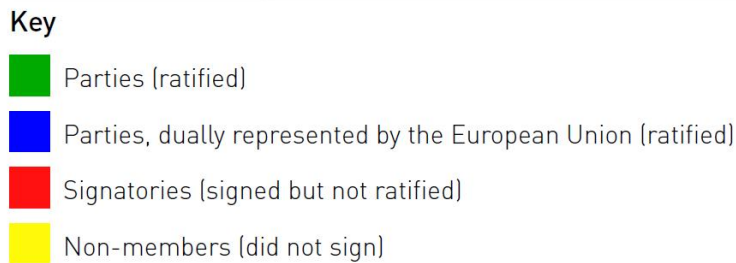 Key
Parties (ratified)
Parties, dually represented by the European Union (ratified)
Signatories (signed but not ratified)
Non-members (did not sign)